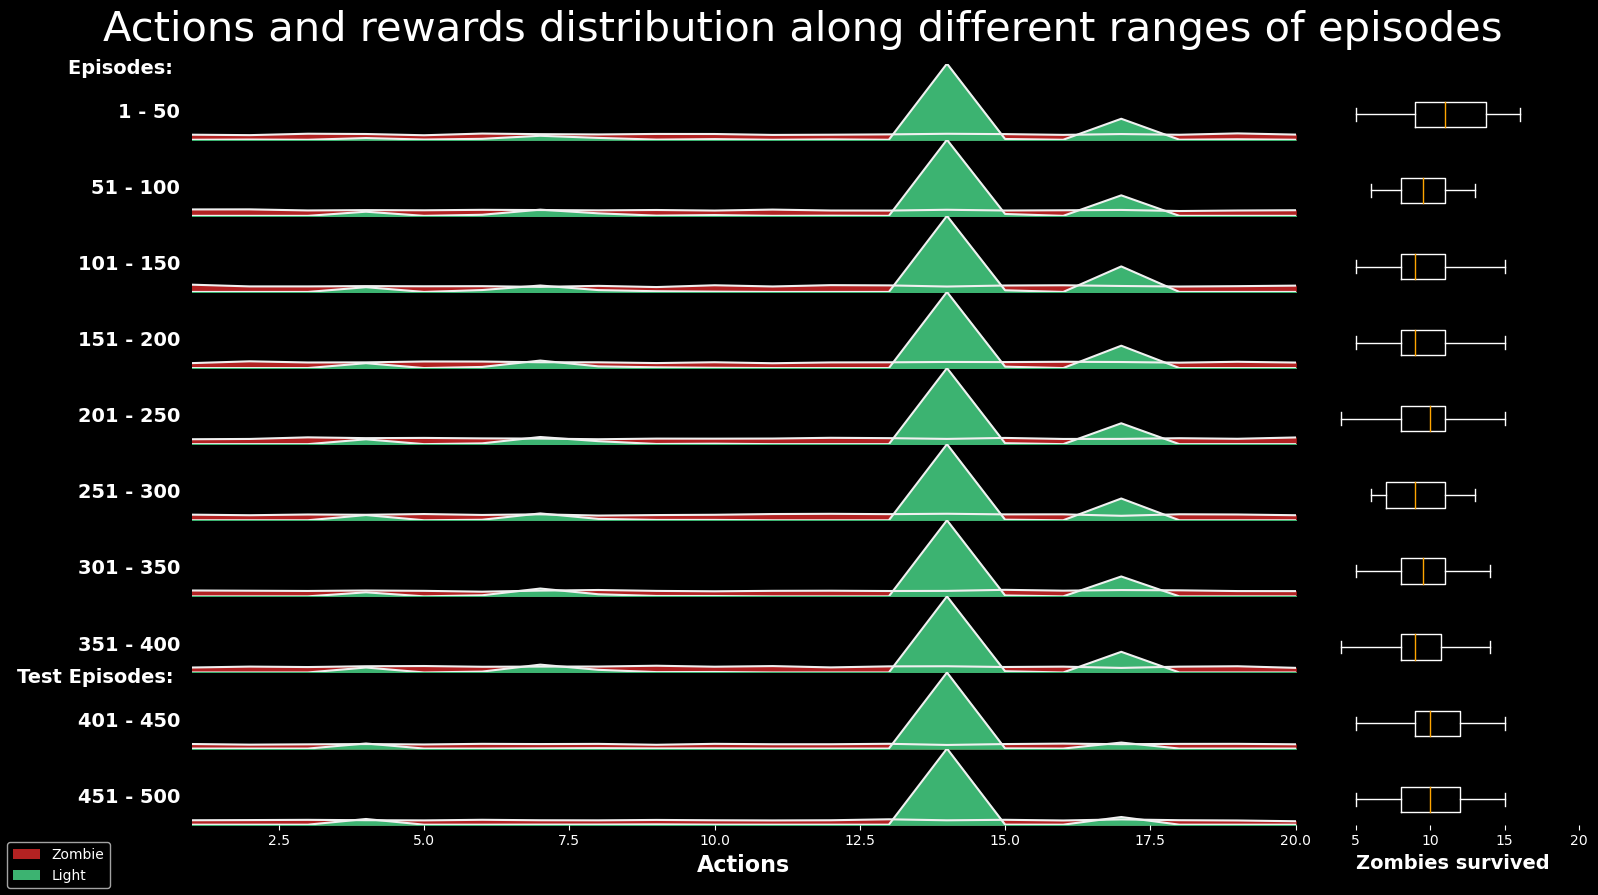 Actions and rewards distribution along different ranges of episodes
Episodes:
1 - 50
51 - 100
101 - 150
151 - 200
201 - 250
251 - 300
301 - 350
351 - 400
Test Episodes:
401 - 450
451 - 500
2.5 5.0 7.5 10.0 12.5 15.0 17.5 20.0
Actions
5 10 15 20
Zombies survived
Zombie
Light